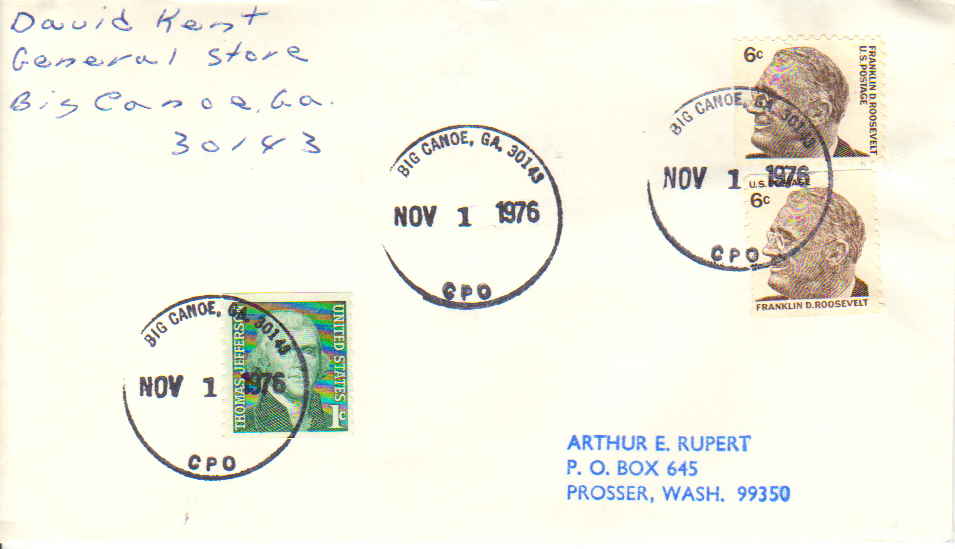 David Kent
General Store
Big Canoe, Ga.
30143
6c
FRANKLIN D. ROOSEVELT
U.S. POSTAGE
BIG CANOE, GA. 30143
NOV 1 1976
CPO
U.S. POSTAGE
6c
FRANKLIN D. ROOSEVELT
BIG CANOE, GA. 30143
NOV 1 1976
CPO
BIG CANOE, GA. 30143
NOV 1 1976
CPO
THOMAS JEFFERSON
UNITED STATES
1c
ARTHUR E. RUPERT
P. O. BOX 645
PROSSER, WASH. 99350